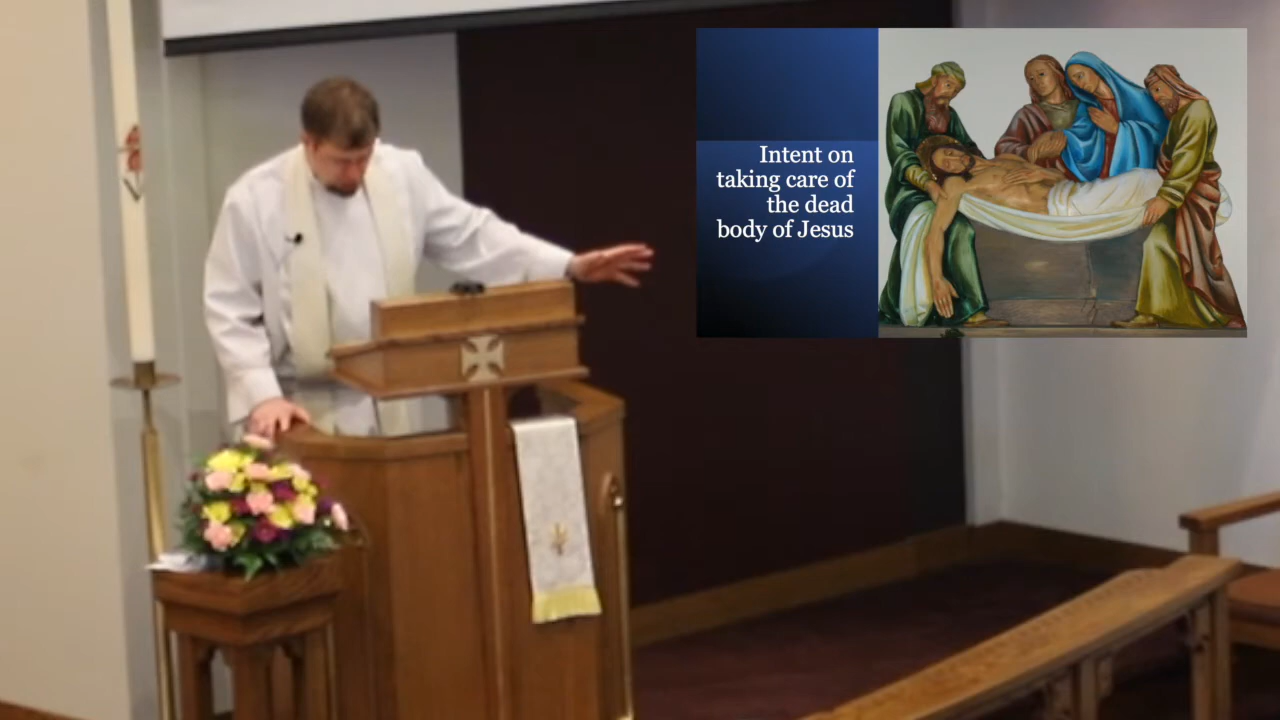 Intent on
taking care of
the dead
body of Jesus